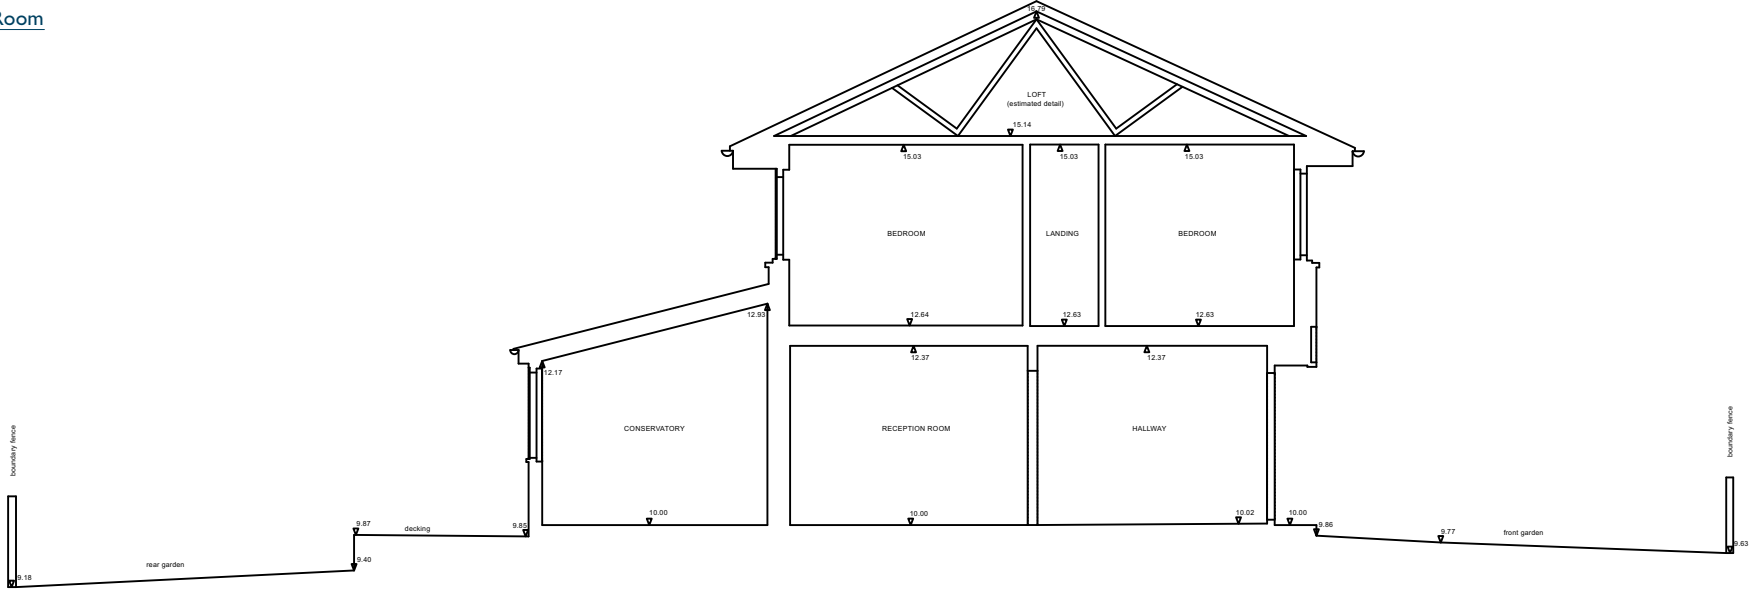 Room
16.79
LOFT
(estimated detail)
15.14
15.03
15.03
15.03
BEDROOM
LANDING
BEDROOM
12.93
12.64
12.63
12.63
12.37
12.37
12.17
CONSERVATORY
RECEPTION ROOM
HALLWAY
boundary fence
boundary fence
10.00
10.00
10.02
10.00
9.87
decking
9.85
9.86
9.77
front garden
9.63
9.40
rear garden
9.18